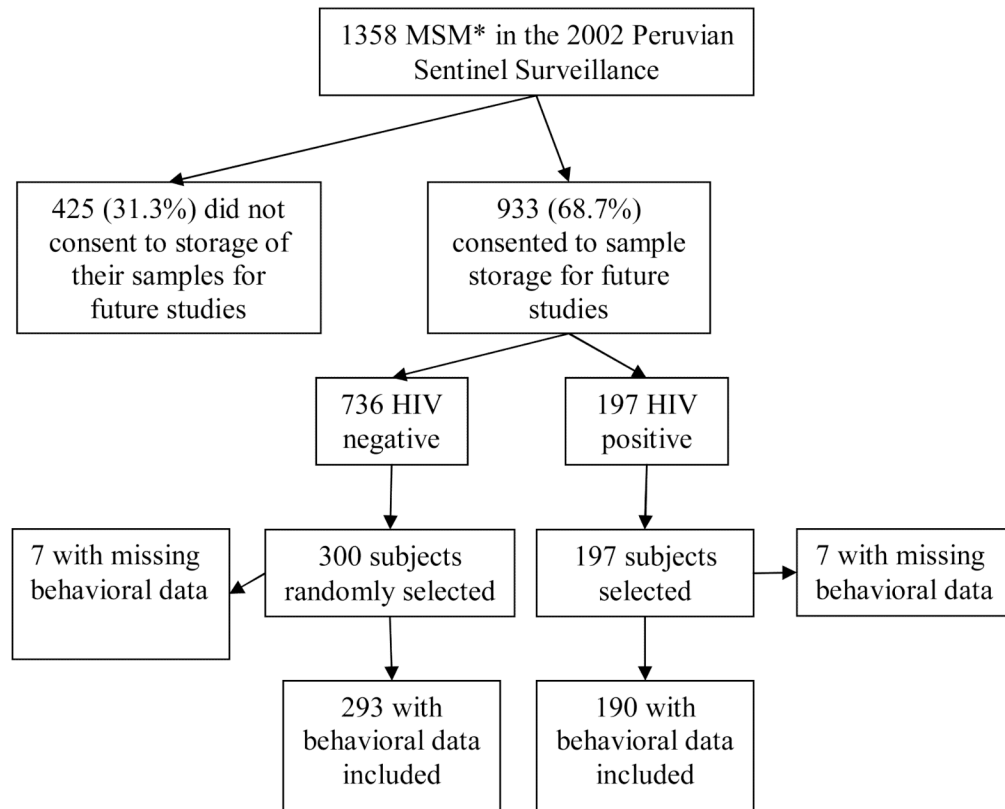 1358 MSM* in the 2002 Peruvian
Sentinel Surveillance
425 (31.3%) did not
consent to storage of
their samples for
future studies
933 (68.7%)
consented to sample
storage for future
studies
736 HIV
negative
197 HIV
positive
7 with missing
behavioral data
300 subjects
randomly selected
197 subjects
selected
7 with missing
behavioral data
293 with
behavioral data
included
190 with
behavioral data
included